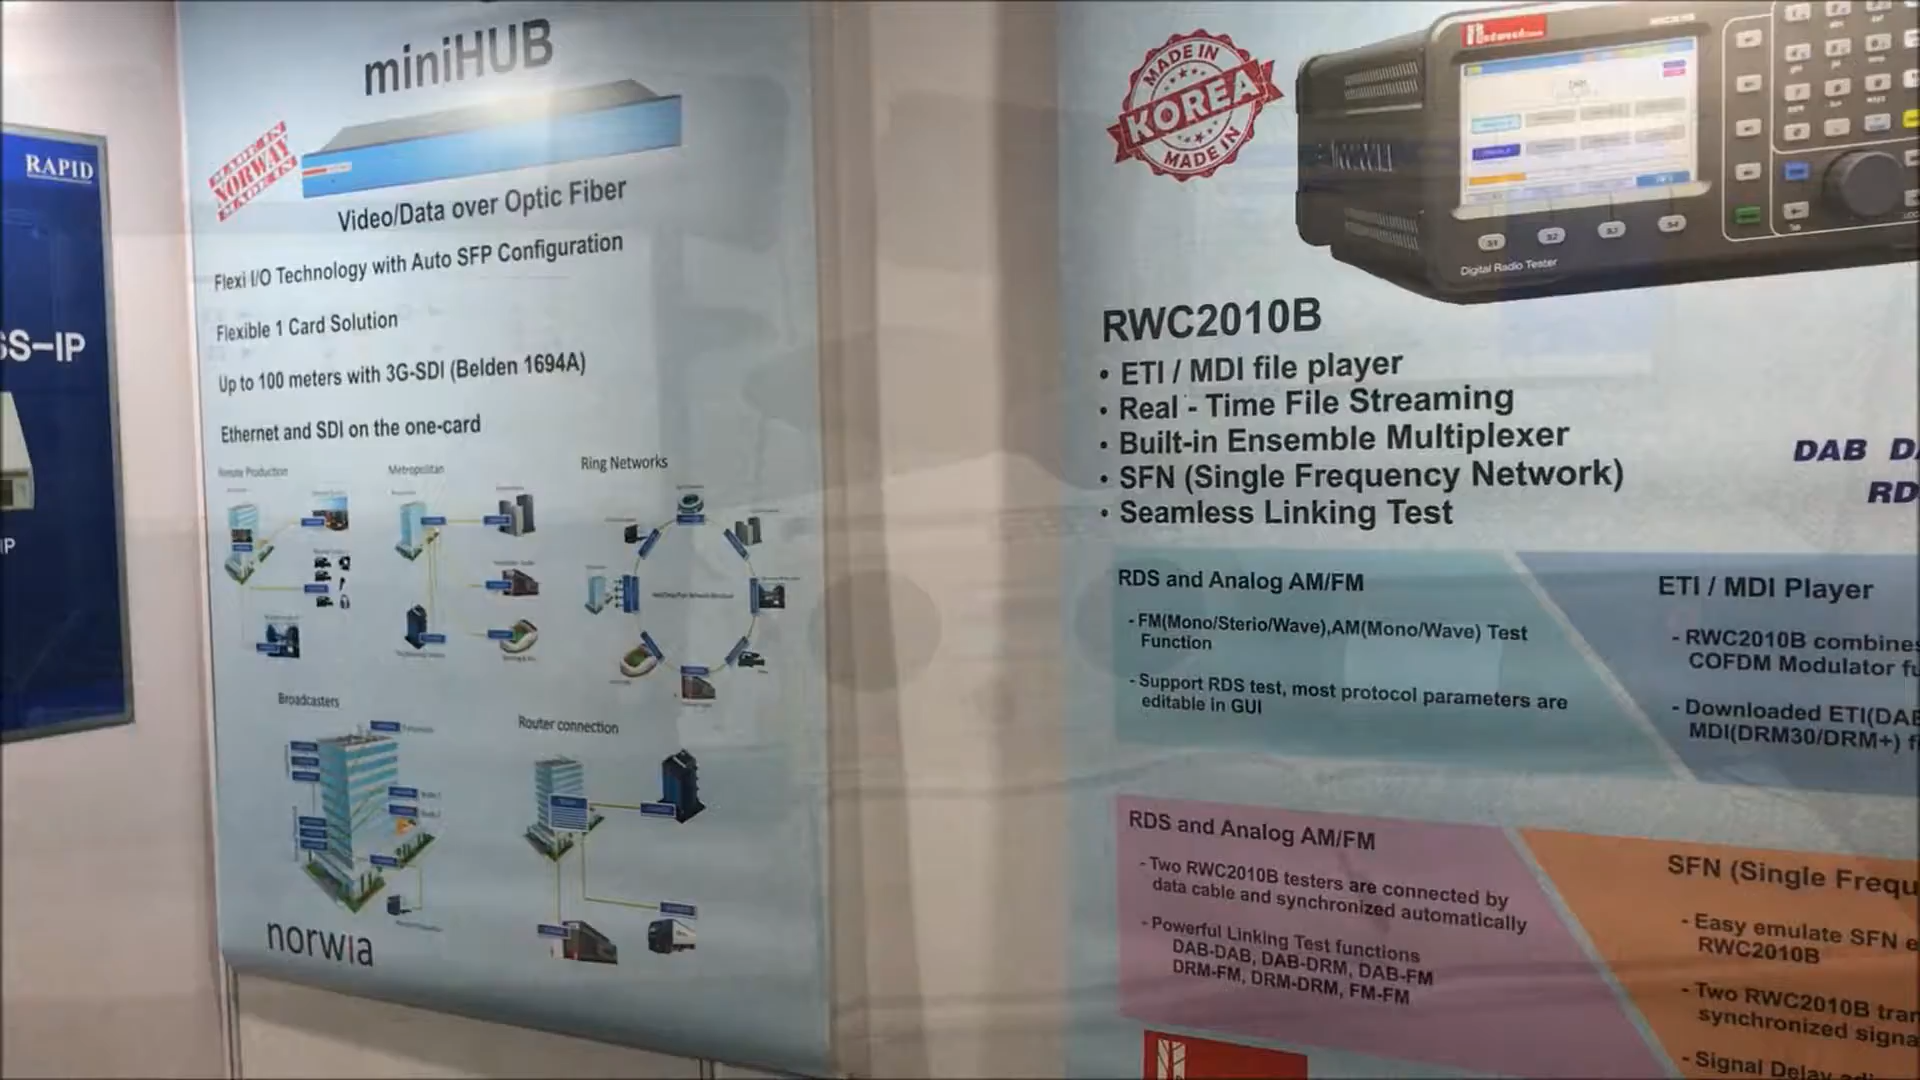 RAPID
SS-IP
IP
miniHUB
MADE IN
NORWAY
MADE IN
Video/Data over Optic Fiber
Flexi I/O Technology with Auto SFP Configuration
Flexible 1 Card Solution
Up to 100 meters with 3G-SDI (Belden 1694A)
Ethernet and SDI on the one-card
Remote Production
Metropolitan
Ring Networks
Broadcasters
Router connection
norwia
MADE IN
KOREA
MADE IN
S1
S2
S3
S4
Digital Radio Tester
RWC2010B
• ETI / MDI file player
• Real - Time File Streaming
• Built-in Ensemble Multiplexer
• SFN (Single Frequency Network)
• Seamless Linking Test
DAB
RD
RDS and Analog AM/FM
- FM(Mono/Sterio/Wave),AM(Mono/Wave) Test
Function
- Support RDS test, most protocol parameters are
editable in GUI
ETI / MDI Player
- RWC2010B combines
COFDM Modulator fu
- Downloaded ETI(DAB
MDI(DRM30/DRM+) f
RDS and Analog AM/FM
- Two RWC2010B testers are connected by
data cable and synchronized automatically
- Powerful Linking Test functions
DAB-DAB, DAB-DRM, DAB-FM
DRM-FM, DRM-DRM, FM-FM
SFN (Single Frequ
- Easy emulate SFN e
RWC2010B
- Two RWC2010B tran
synchronized signa
- Signal Delay